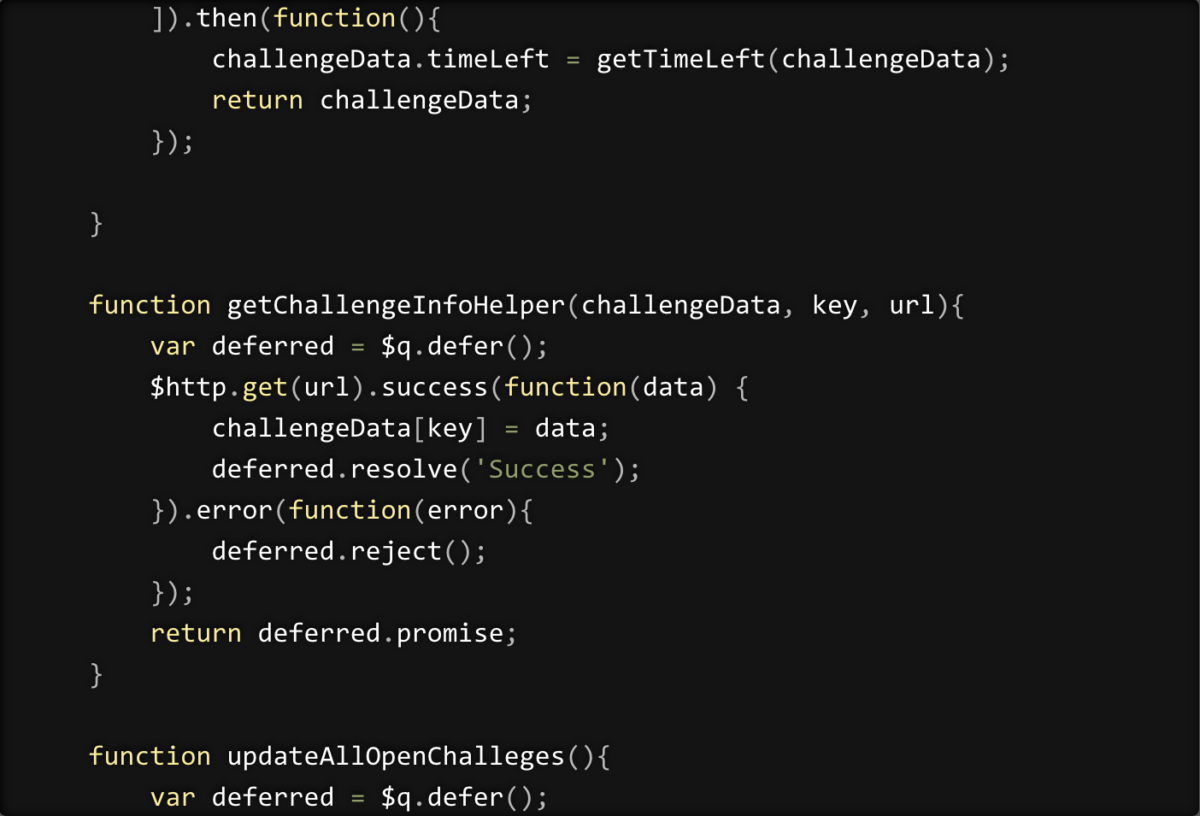 ]).then(function(){
challengeData.timeLeft = getTimeLeft(challengeData);
return challengeData;
});
}
function getChallengeInfoHelper(challengeData, key, url){
var deferred = $q.defer();
$http.get(url).success(function(data) {
challengeData[key] = data;
deferred.resolve('Success');
}).error(function(error){
deferred.reject();
});
return deferred.promise;
}
function updateAllOpenChalleges(){
var deferred = $q.defer();